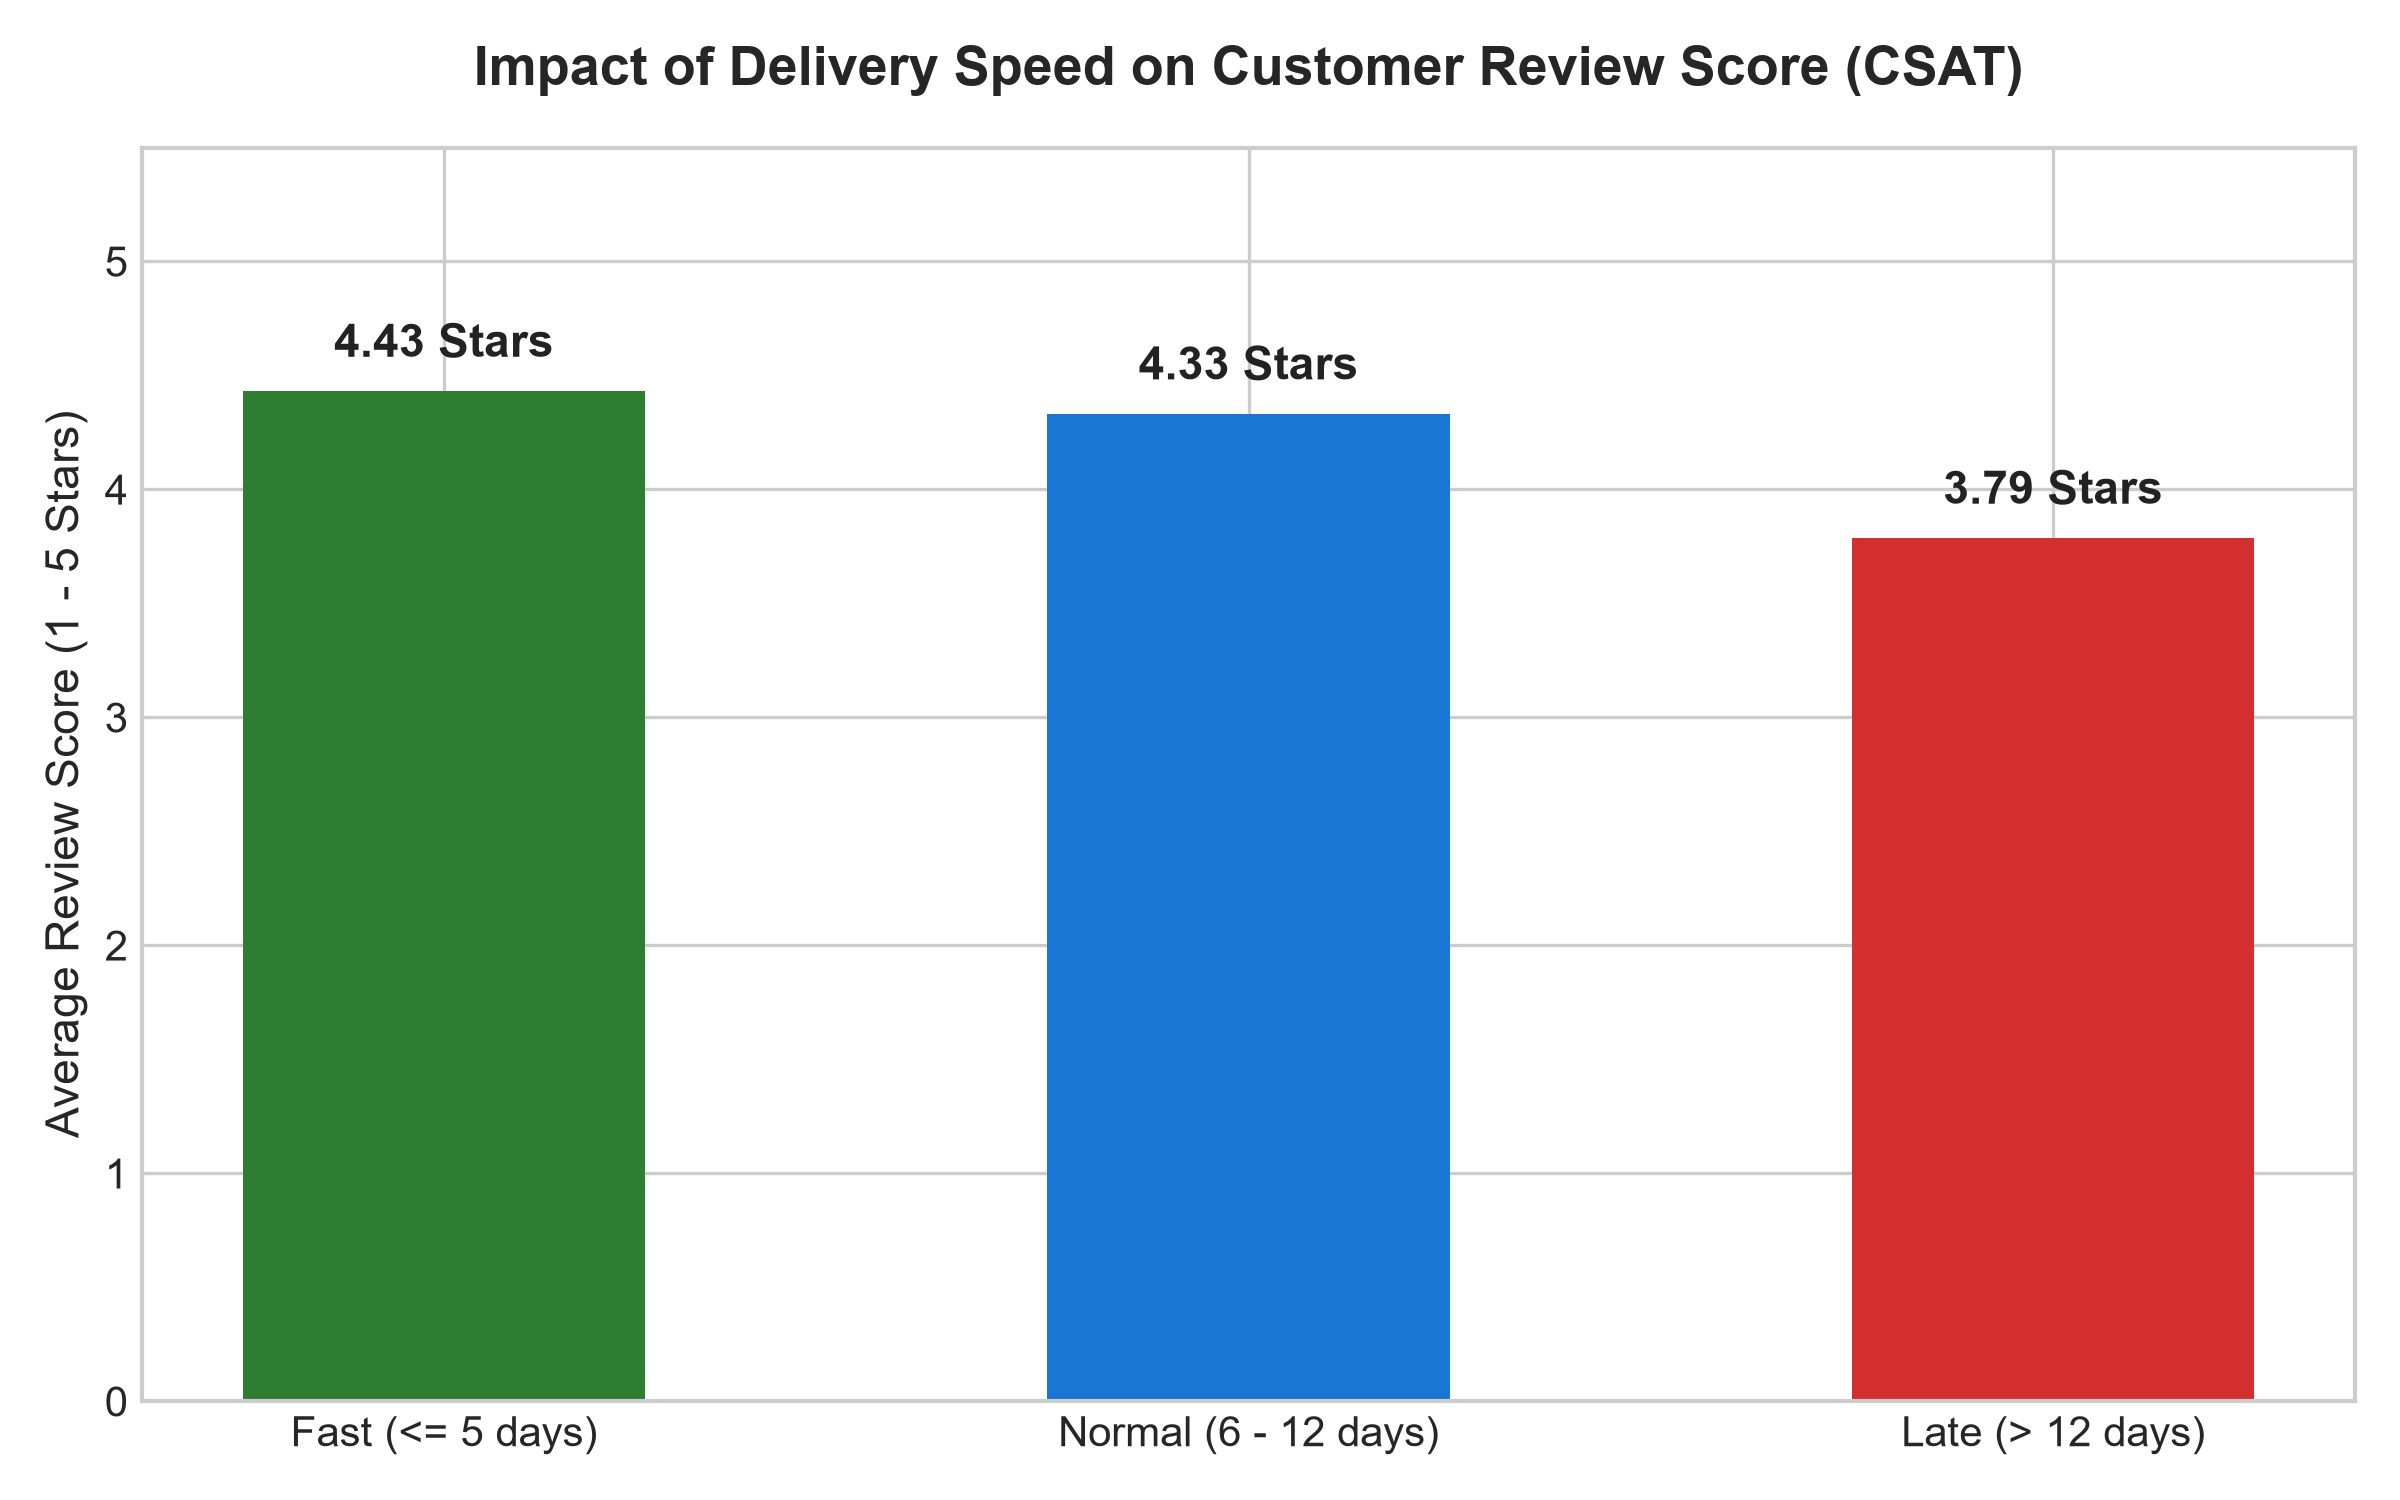 Impact of Delivery Speed on Customer Review Score (CSAT)
Average Review Score (1 - 5 Stars)
5
4
3
2
1
0
4.43 Stars
4.33 Stars
3.79 Stars
Fast (<= 5 days)
Normal (6 - 12 days)
Late (> 12 days)